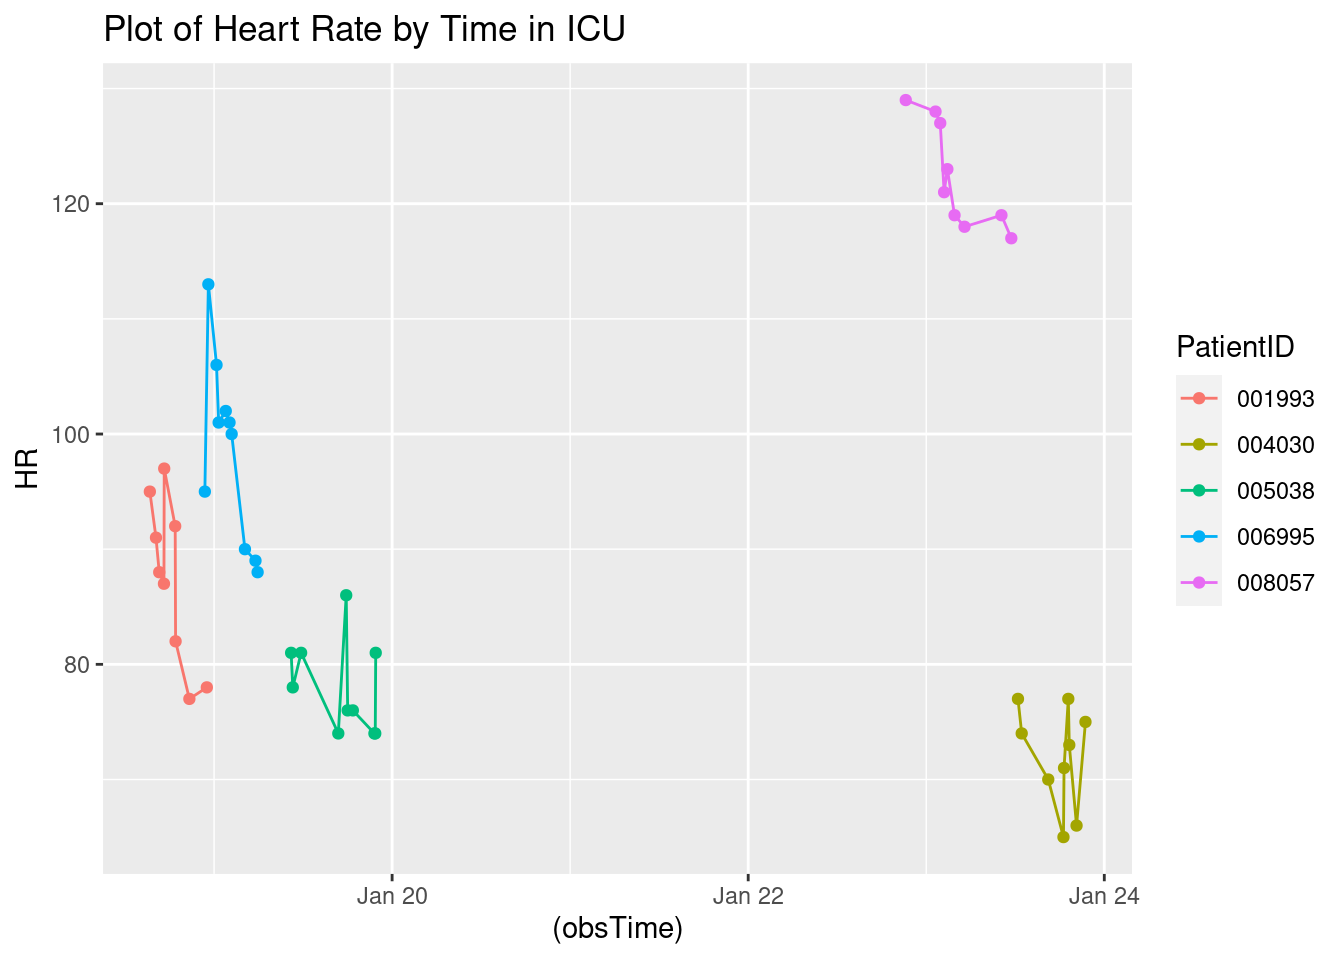 Plot of Heart Rate by Time in ICU
120
100
80
HR
Jan 20
Jan 22
Jan 24
(obsTime)
PatientID
001993
004030
005038
006995
008057